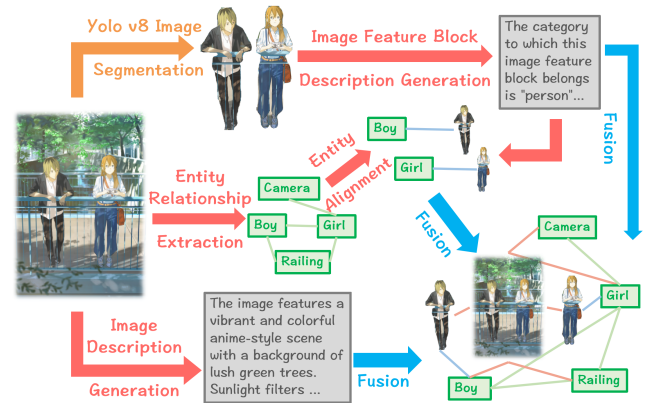 Yolo v8 Image
Segmentation
Image Feature Block
Description Generation
The category
to which this
image feature
block belongs
is "person"...
Fusion
Entity
Alignment
Boy
Girl
Entity
Relationship
Extraction
Camera
Boy
Girl
Railing
Fusion
Image
Description
Generation
The image features a
vibrant and colorful
anime-style scene
with a background of
lush green trees.
Sunlight filters ...
Fusion
Camera
Girl
Boy
Railing